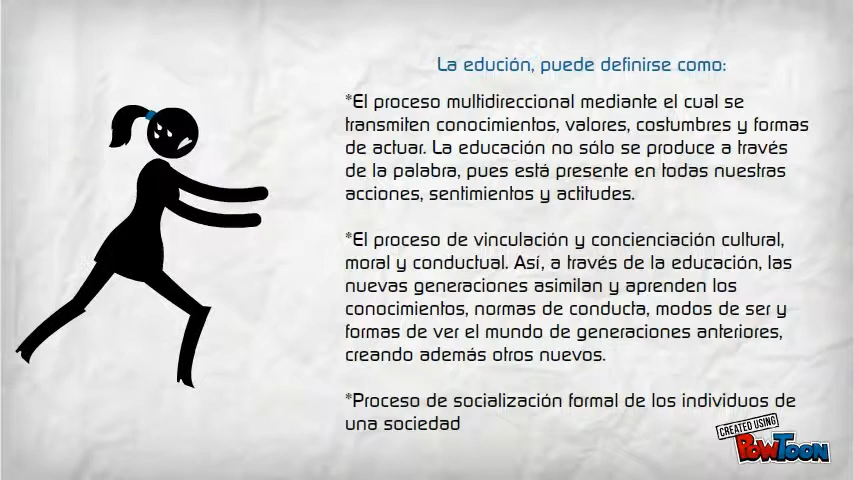 La edución, puede definirse como:
*El proceso multidireccional mediante el cual se
transmiten conocimientos, valores, costumbres y formas
de actuar. La educación no sólo se produce a través
de la palabra, pues está presente en todas nuestras
acciones, sentimientos y actitudes.
*El proceso de vinculación y concienciación cultural,
moral y conductual. Así, a través de la educación, las
nuevas generaciones asimilan y aprenden los
conocimientos, normas de conducta, modos de ser y
formas de ver el mundo de generaciones anteriores,
creando además otros nuevos.
*Proceso de socialización formal de los individuos de
una sociedad
CREATED USING
POWTOON